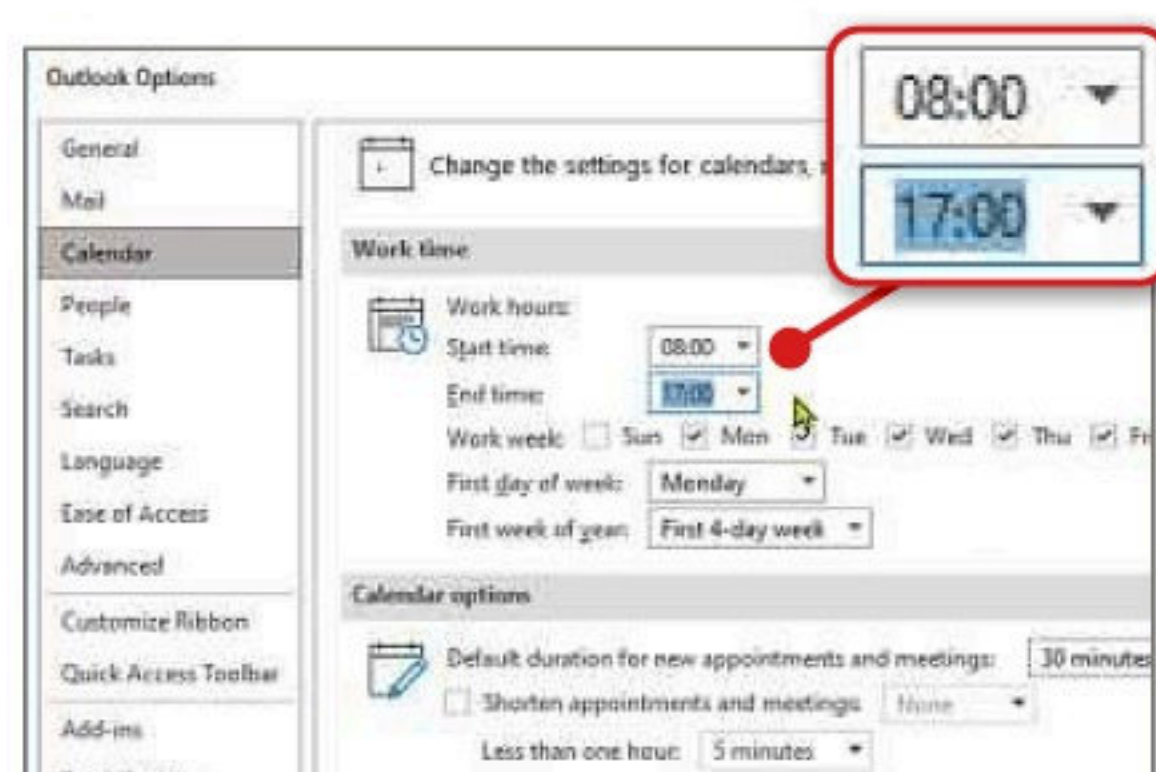 Outlook Options
08:00
17:00
General
Mail
Calendar
People
Tasks
Search
Language
Ease of Access
Advanced
Customize Ribbon
Quick Access Toolbar
Add-ins
Change the settings for calendars,
Work time
Work hours:
Start time: 08:00
End time: 17:00
Work week: Sun Mon Tue Wed Thu Fr
First day of week: Monday
First week of year: First 4-day week
Calendar options
Default duration for new appointments and meetings: 30 minutes
Shorten appointments and meetings: None
Less than one hour: 5 minutes